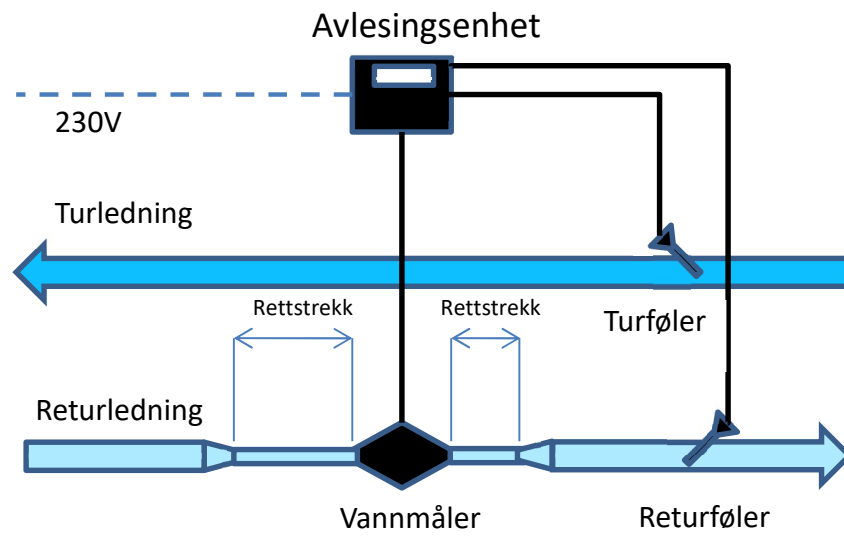 Avlesingsenhet
230V
Turledning
Rettstrekk
Rettstrekk
Turføler
Returledning
Vannmåler
Returføler